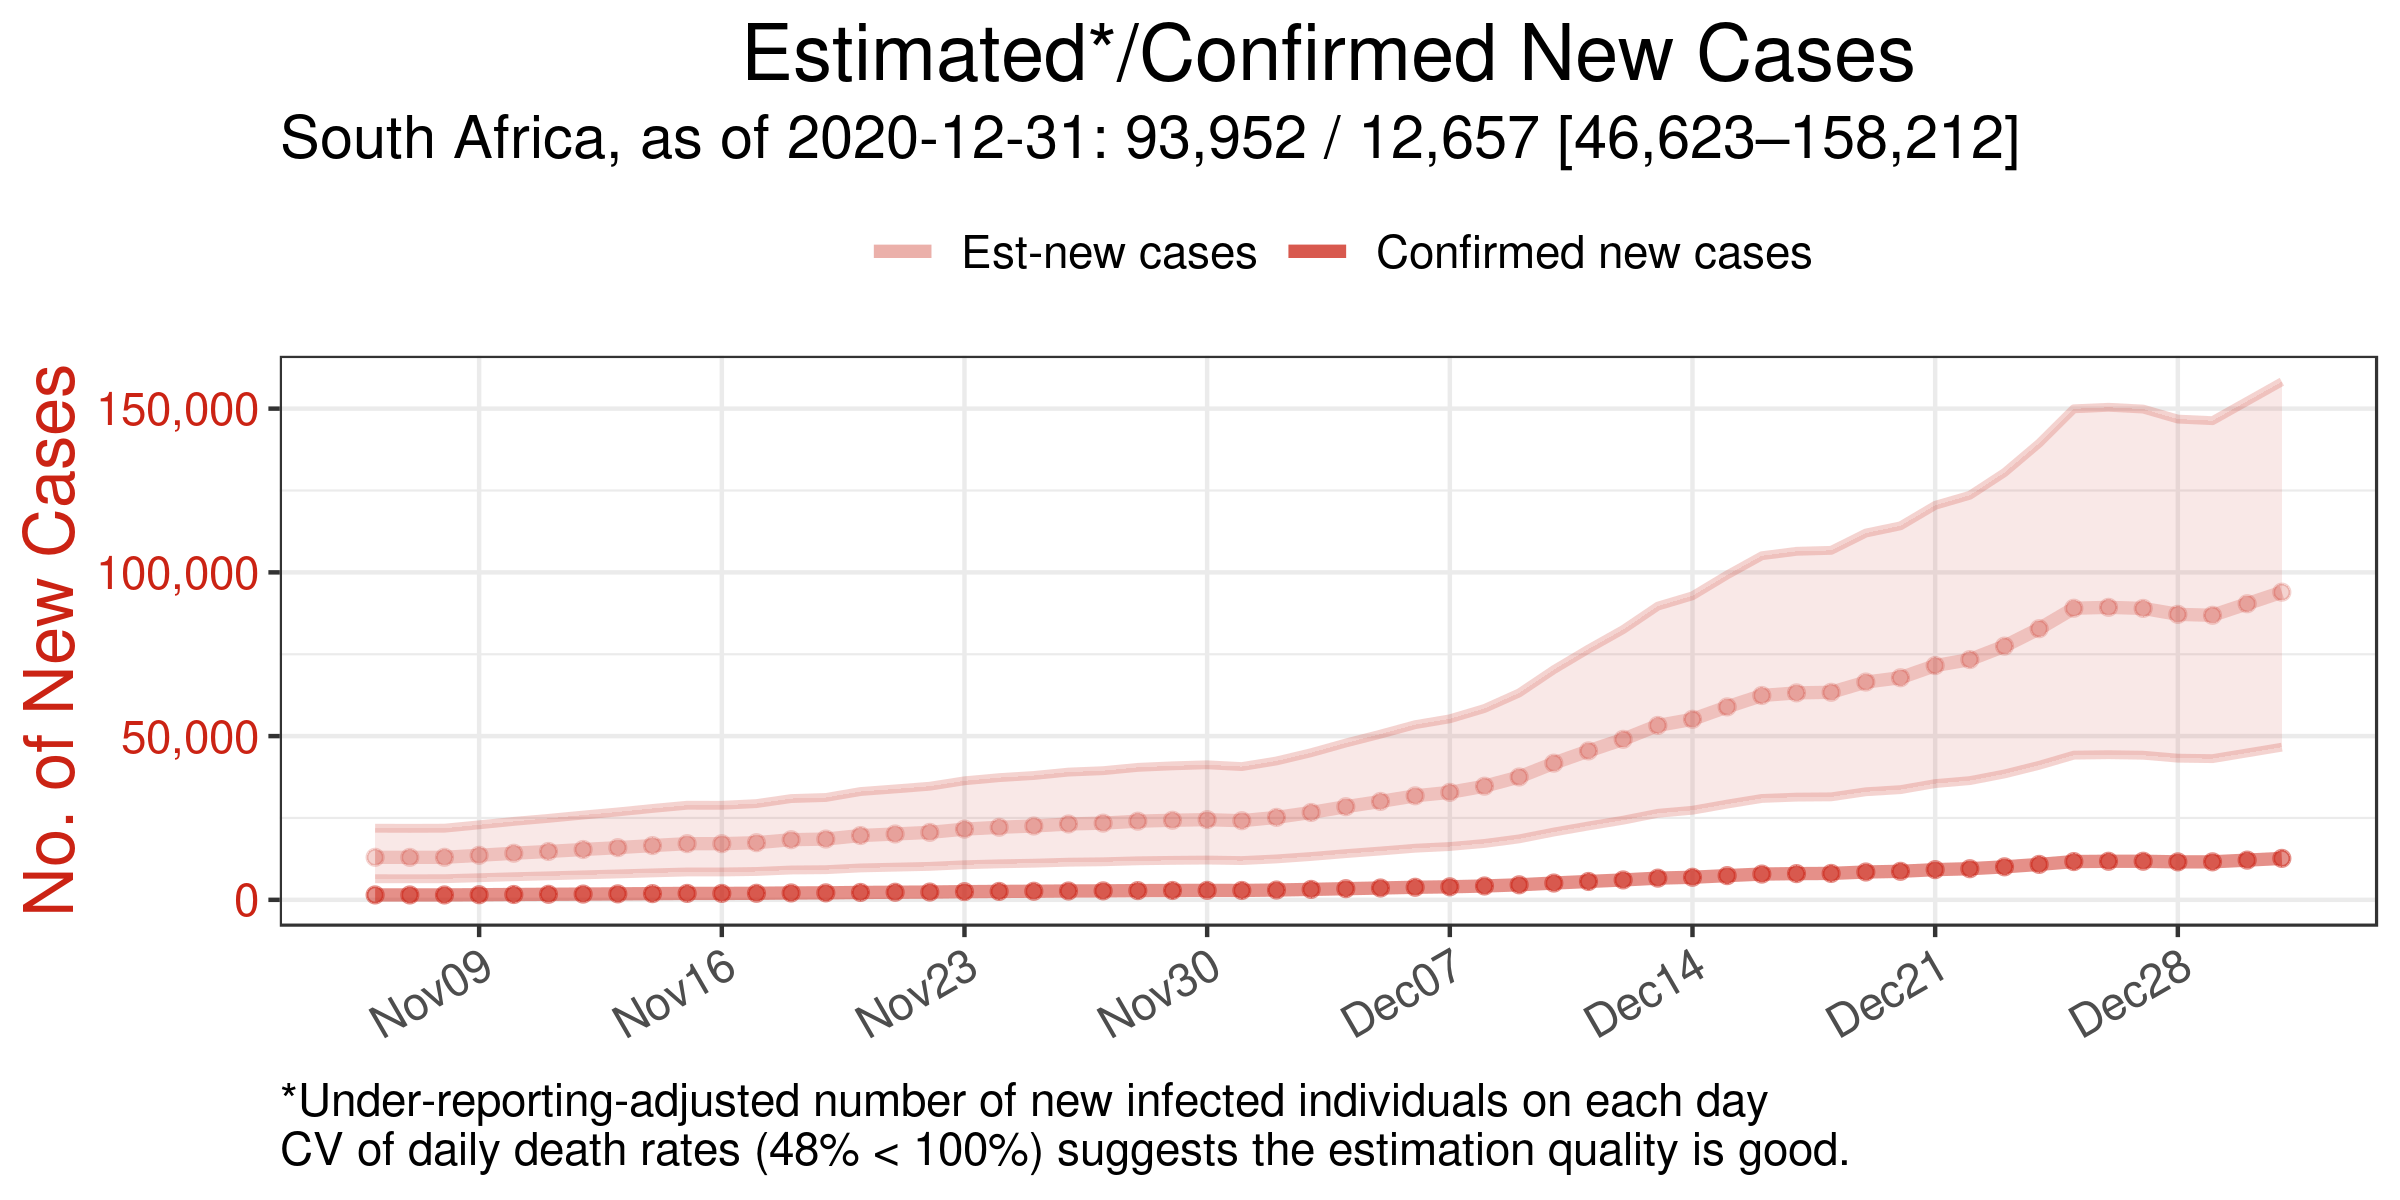 Estimated*/Confirmed New Cases
South Africa, as of 2020-12-31: 93,952 / 12,657 [46,623–158,212]
Est-new cases
Confirmed new cases
No. of New Cases
150,000
100,000
50,000
0
Nov09
Nov16
Nov23
Nov30
Dec07
Dec14
Dec21
Dec28
*Under-reporting-adjusted number of new infected individuals on each day
CV of daily death rates (48% < 100%) suggests the estimation quality is good.